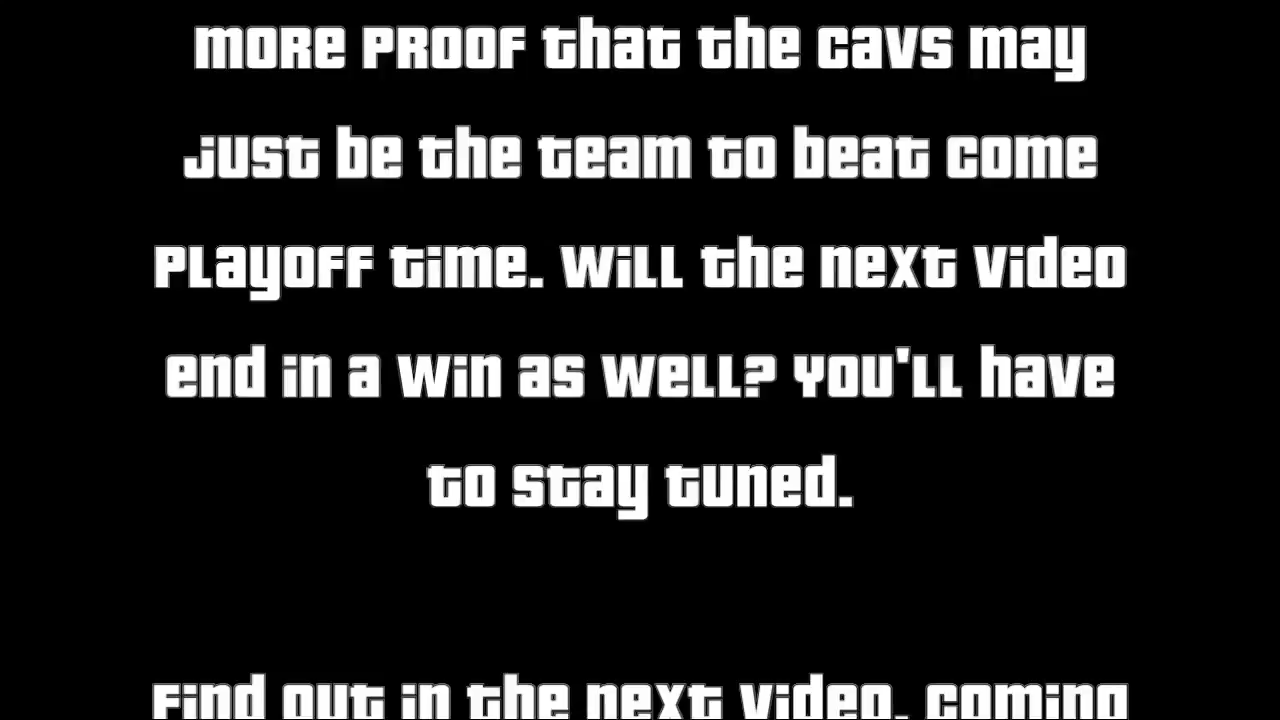 more proof that the cavs may
just be the team to beat come
playoff time. will the next video
end in a win as well? you'll have
to stay tuned.
find out in the next video, coming